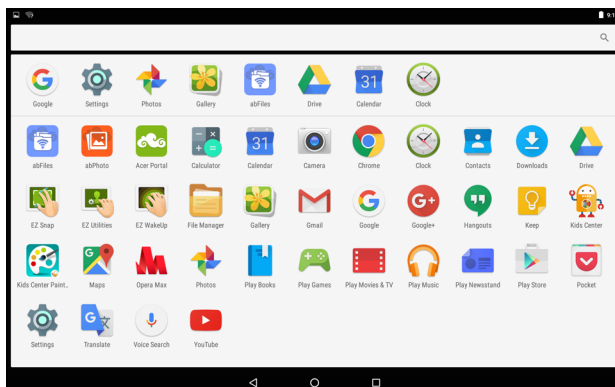 9:1
Google Settings Photos Gallery abFiles Drive Calendar Clock
abFiles abPhoto Acer Portal Calculator Calendar Camera Chrome Clock Contacts Downloads Drive
EZ Snap EZ Utilities EZ WakeUp File Manager Gallery Gmail Google Google+ Hangouts Keep Kids Center
Kids Center Paint.. Maps Opera Max Photos Play Books Play Games Play Movies & TV Play Music Play Newsstand Play Store Pocket
Settings Translate Voice Search YouTube